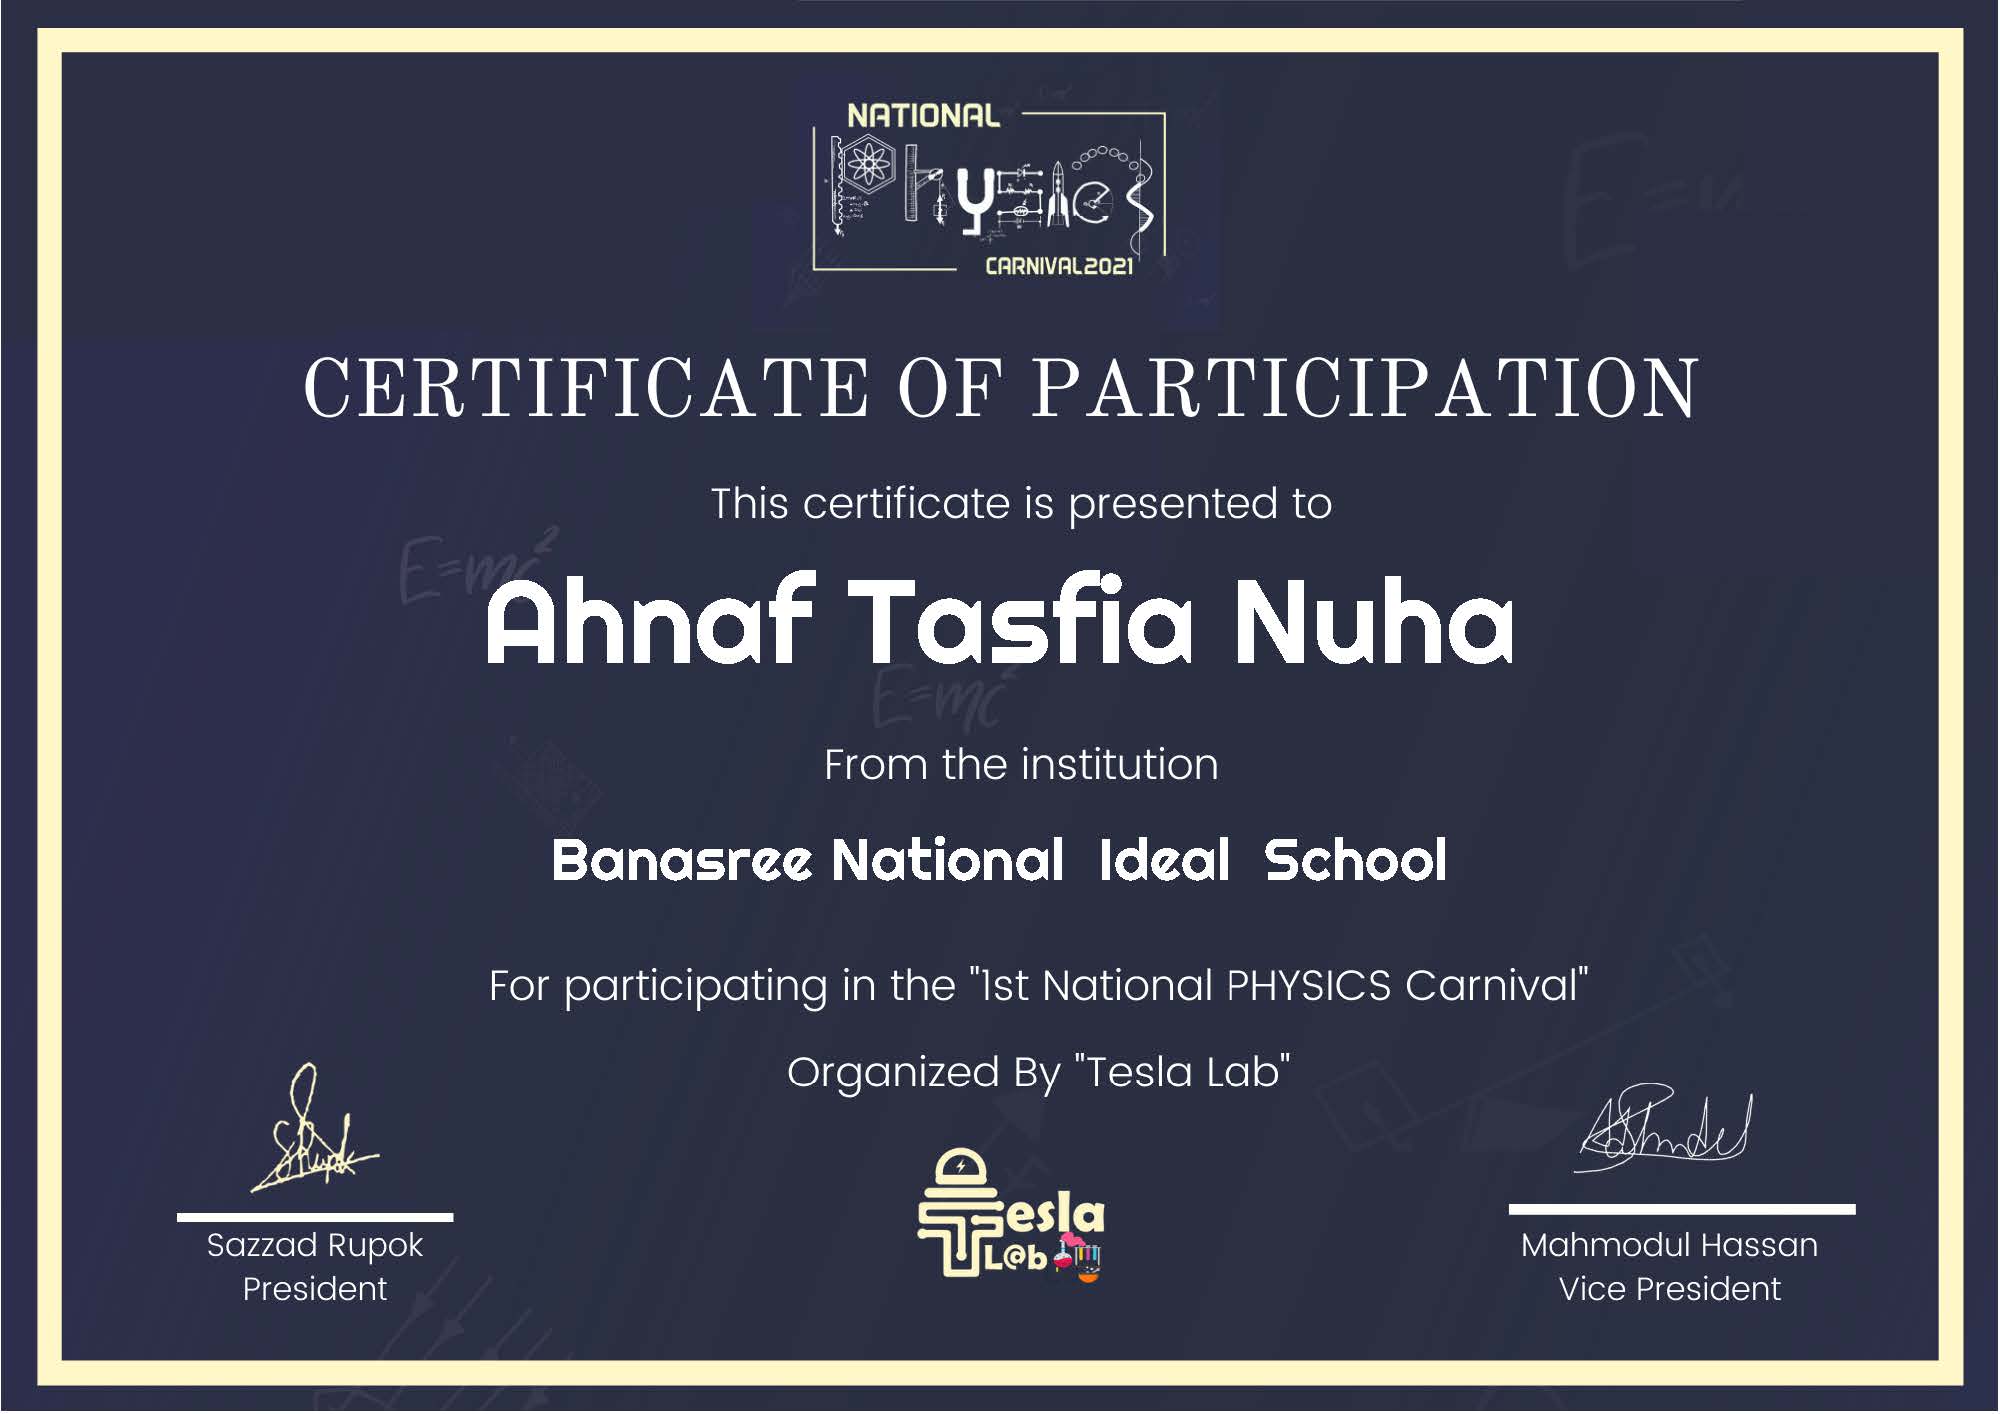 NATIONAL
Physics
CARNIVAL2021
E=m
CERTIFICATE OF PARTICIPATION
This certificate is presented to
E=mc²
Ahnaf Tasfia Nuha
E=mc²
From the institution
Banasree National Ideal School
For participating in the "1st National PHYSICS Carnival"
Organized By "Tesla Lab"
Tesla
L@b
Sazzad Rupok
President
Mahmodul Hassan
Vice President